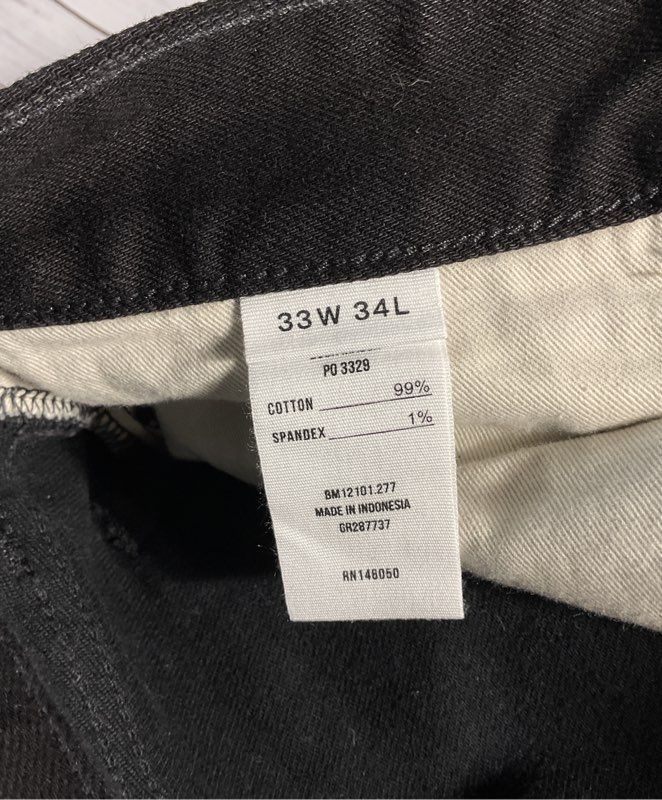 33W 34L
PO 3329
COTTON 99%
SPANDEX 1%
BM12101.277
MADE IN INDONESIA
GR287737
RN148050